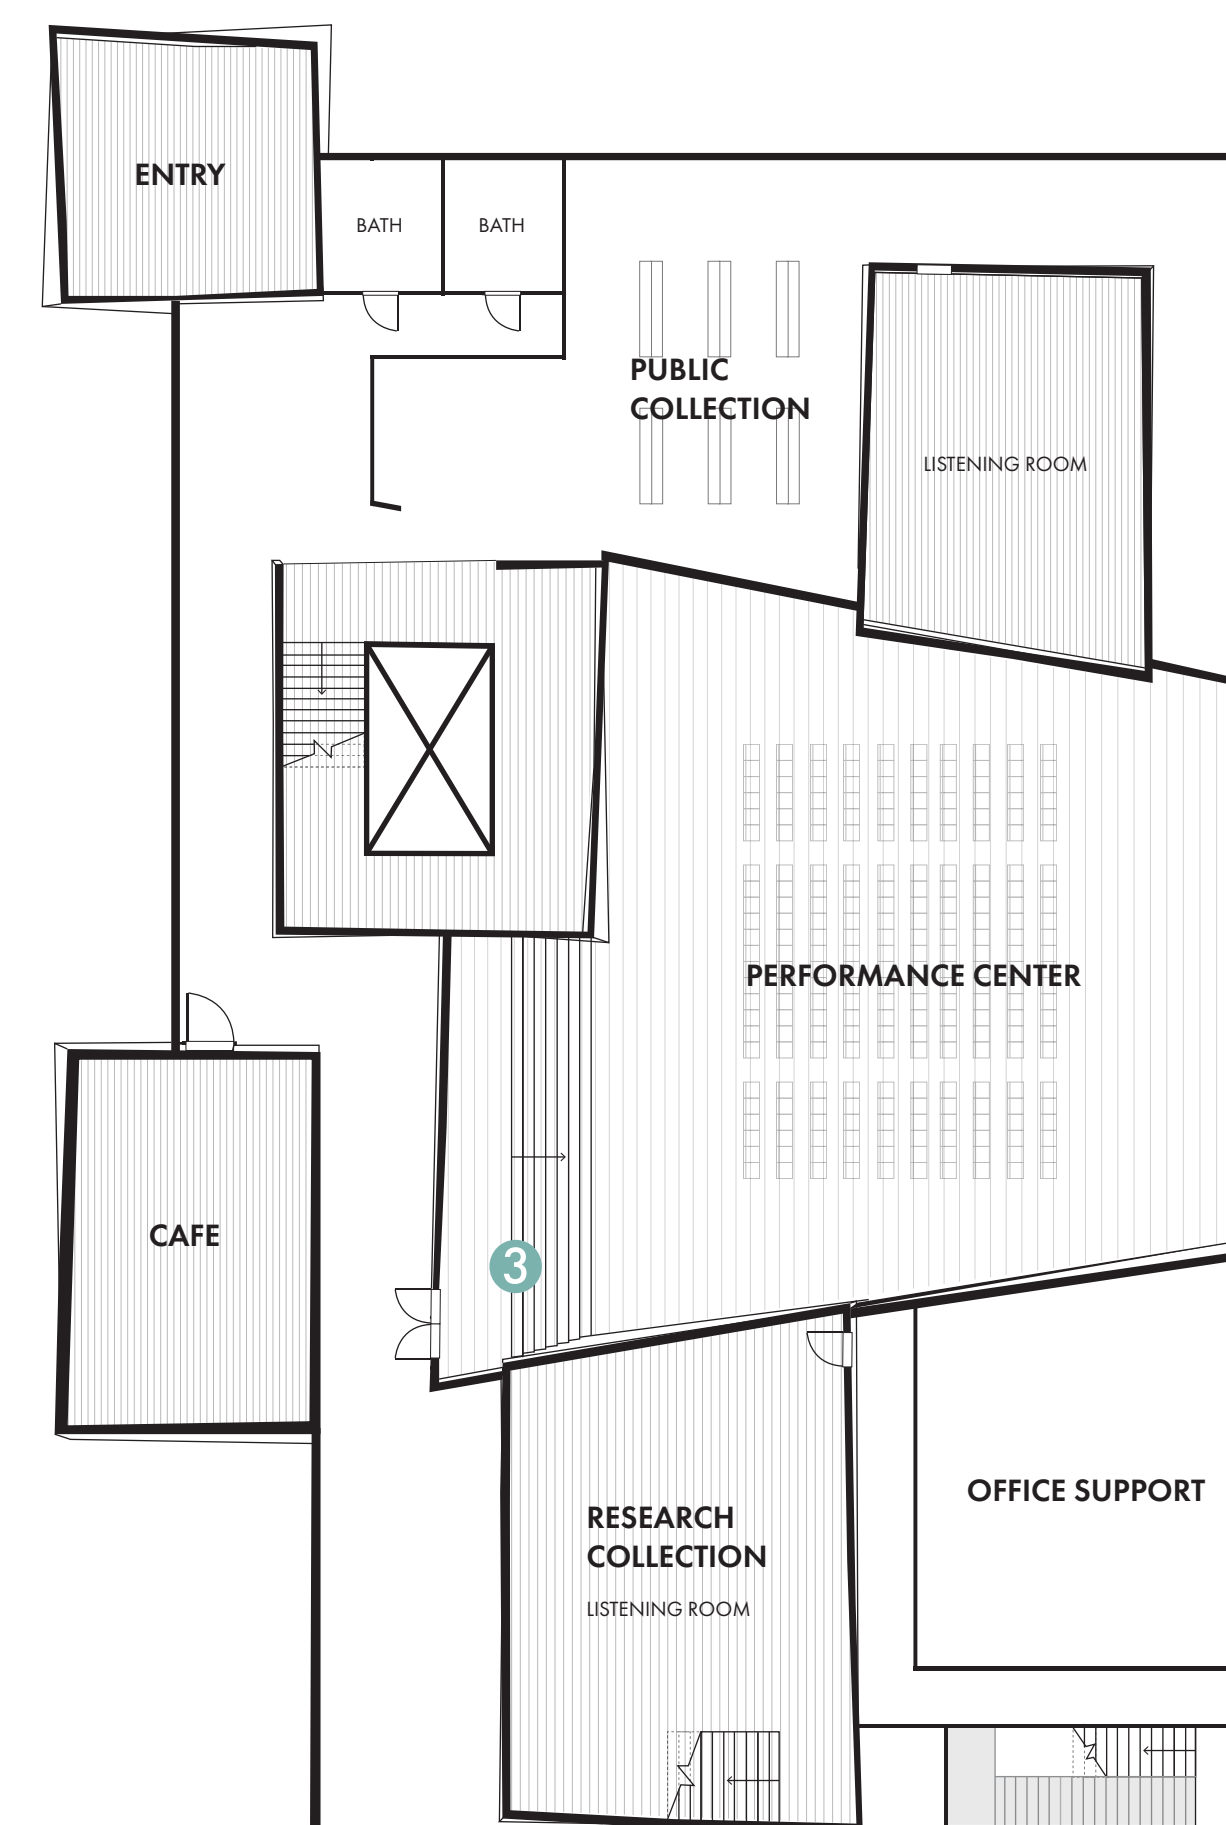 ENTRY
BATH
BATH
PUBLIC
COLLECTION
LISTENING ROOM
PERFORMANCE CENTER
CAFE
3
OFFICE SUPPORT
RESEARCH
COLLECTION
LISTENING ROOM